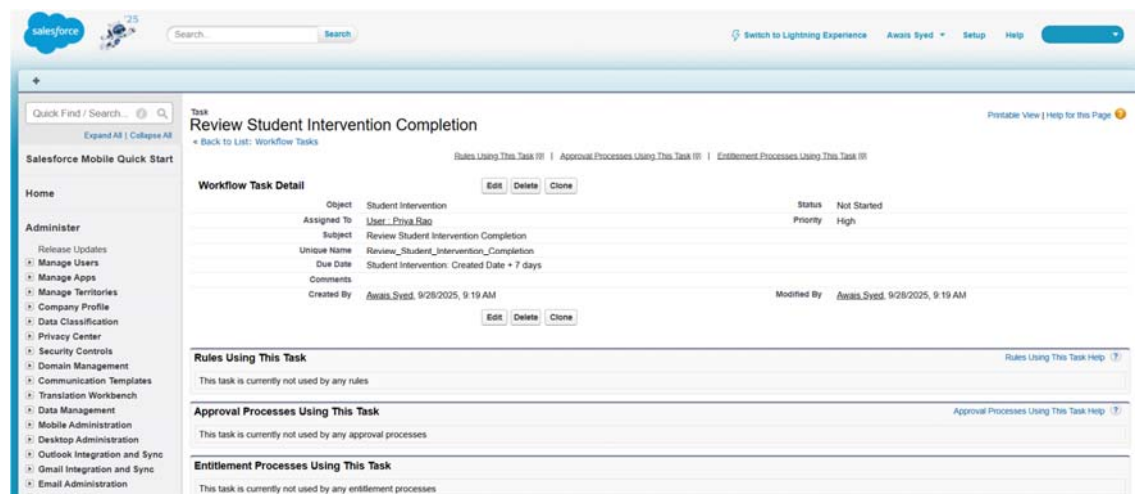 salesforce
'25
Search...
Search
Switch to Lightning Experience
Awais Syed
Setup
Help
+
Quick Find / Search...
Expand All | Collapse All
Salesforce Mobile Quick Start
Home
Administer
Release Updates
Manage Users
Manage Apps
Manage Territories
Company Profile
Data Classification
Privacy Center
Security Controls
Domain Management
Communication Templates
Translation Workbench
Data Management
Mobile Administration
Desktop Administration
Outlook Integration and Sync
Gmail Integration and Sync
Email Administration
Task
Review Student Intervention Completion
« Back to List: Workflow Tasks
Printable View | Help for this Page
Rules Using This Task [0] | Approval Processes Using This Task [0] | Entitlement Processes Using This Task [0]
Workflow Task Detail
Edit Delete Clone
Object Student Intervention Status Not Started
Assigned To User : Priya Rao Priority High
Subject Review Student Intervention Completion
Unique Name Review_Student_Intervention_Completion
Due Date Student Intervention: Created Date + 7 days
Comments
Created By Awais Syed, 9/28/2025, 9:19 AM Modified By Awais Syed, 9/28/2025, 9:19 AM
Edit Delete Clone
Rules Using This Task
Rules Using This Task Help ?
This task is currently not used by any rules
Approval Processes Using This Task
Approval Processes Using This Task Help ?
This task is currently not used by any approval processes
Entitlement Processes Using This Task
This task is currently not used by any entitlement processes